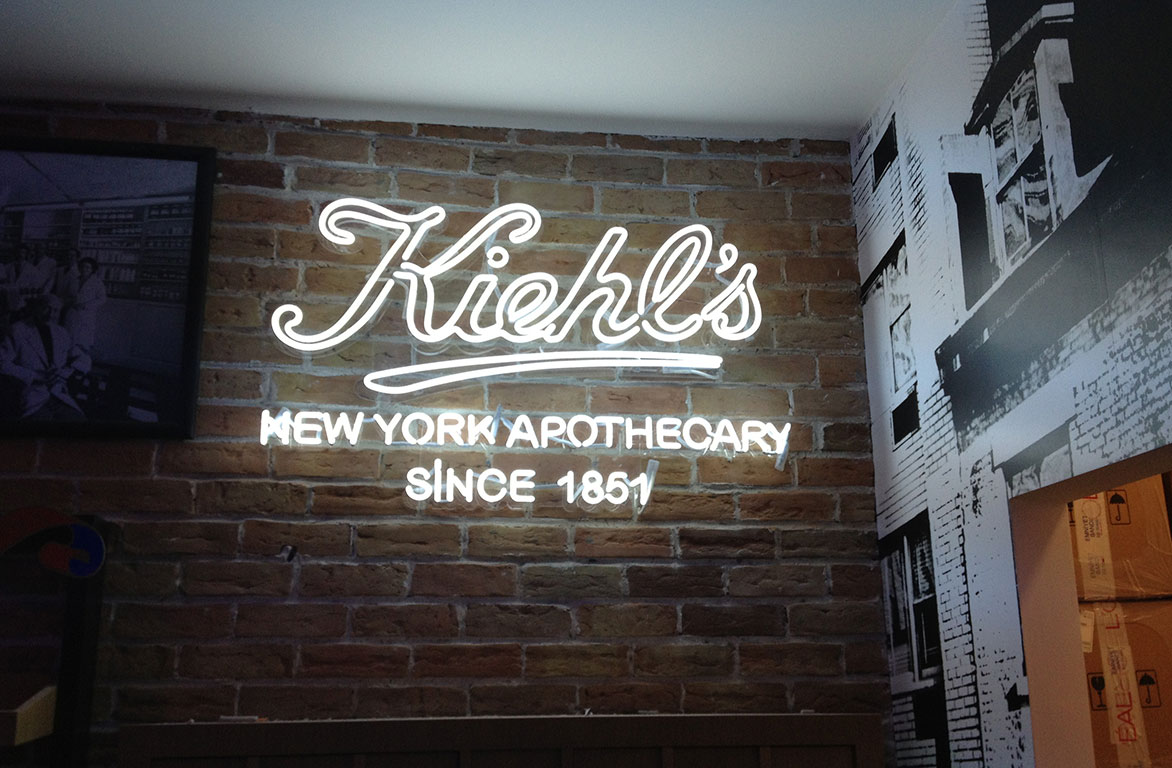 Kiehl's
NEW YORK APOTHECARY
SINCE 1851